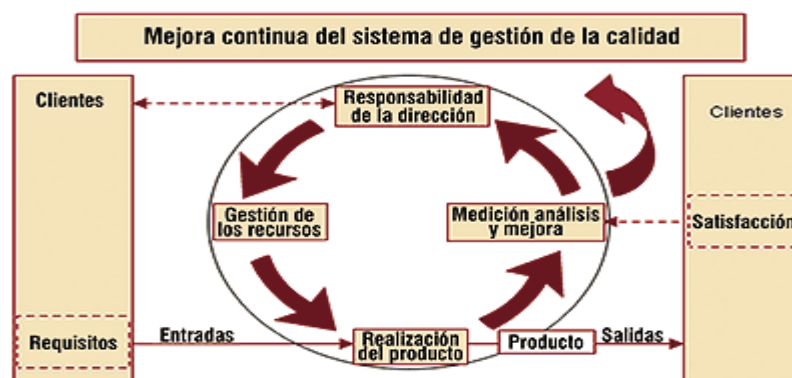 Mejora continua del sistema de gestión de la calidad
Clientes
Responsabilidad
de la dirección
Clientes
Gestión de
los recursos
Medición análisis
y mejora
Satisfacción
Requisitos
Entradas
Realización
del producto
Producto
Salidas